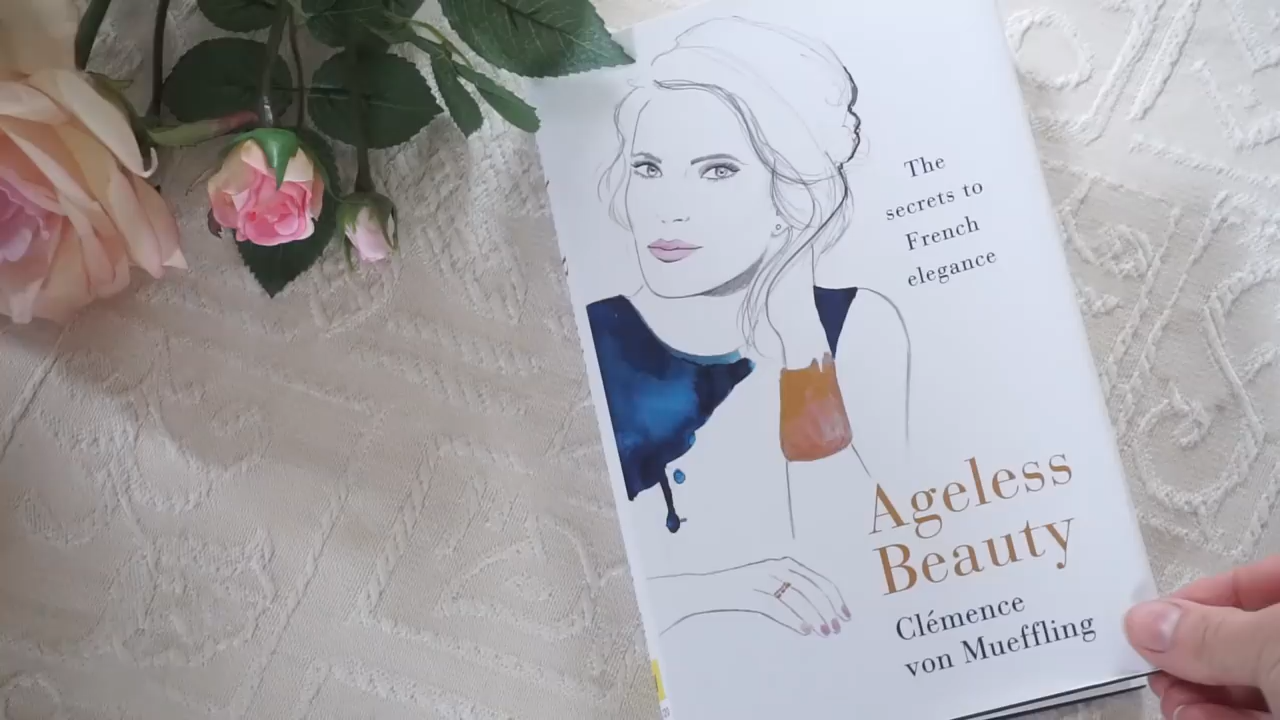 The
secrets to
French
elegance
Ageless
Beauty
Clémence
von Mueffling